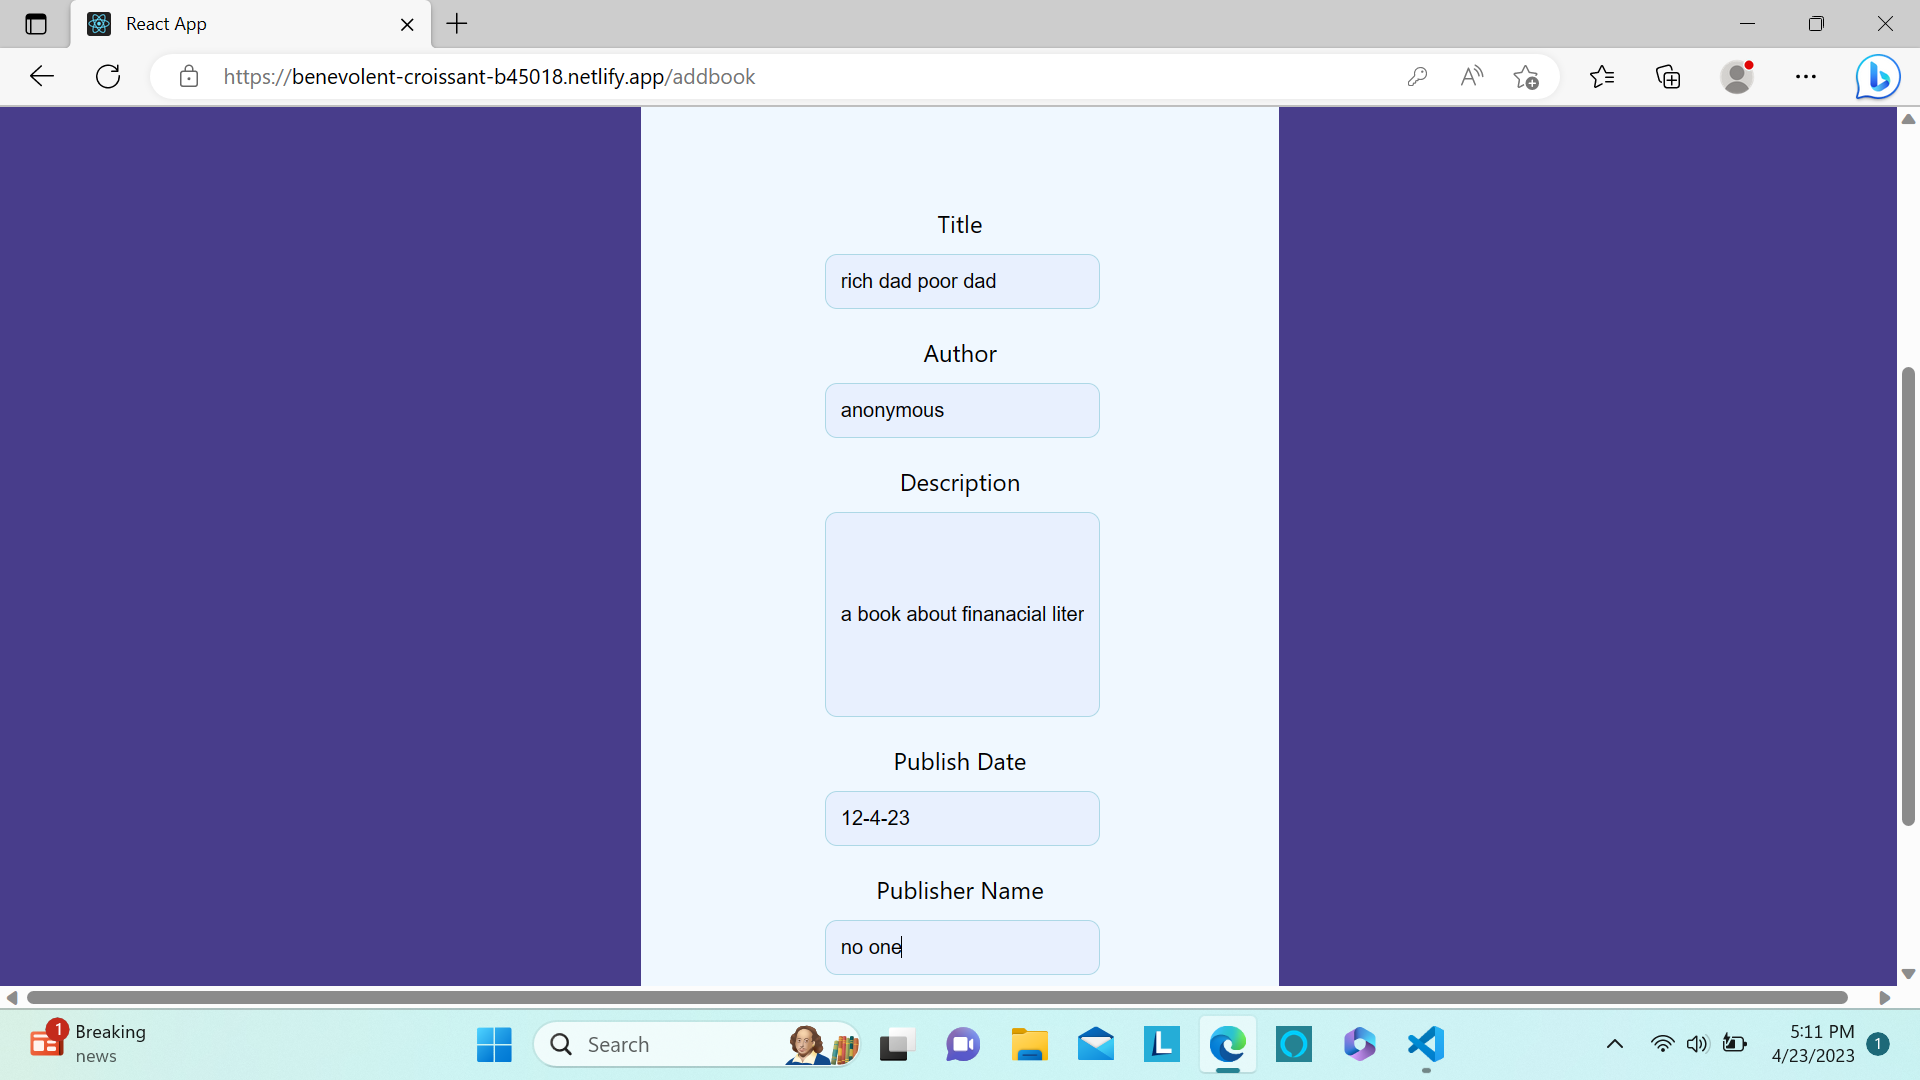 React App
https://benevolent-croissant-b45018.netlify.app/addbook
Title
rich dad poor dad
Author
anonymous
Description
a book about finanacial liter
Publish Date
12-4-23
Publisher Name
no one
1
Breaking
news
Search
L
5:11 PM
4/23/2023
1